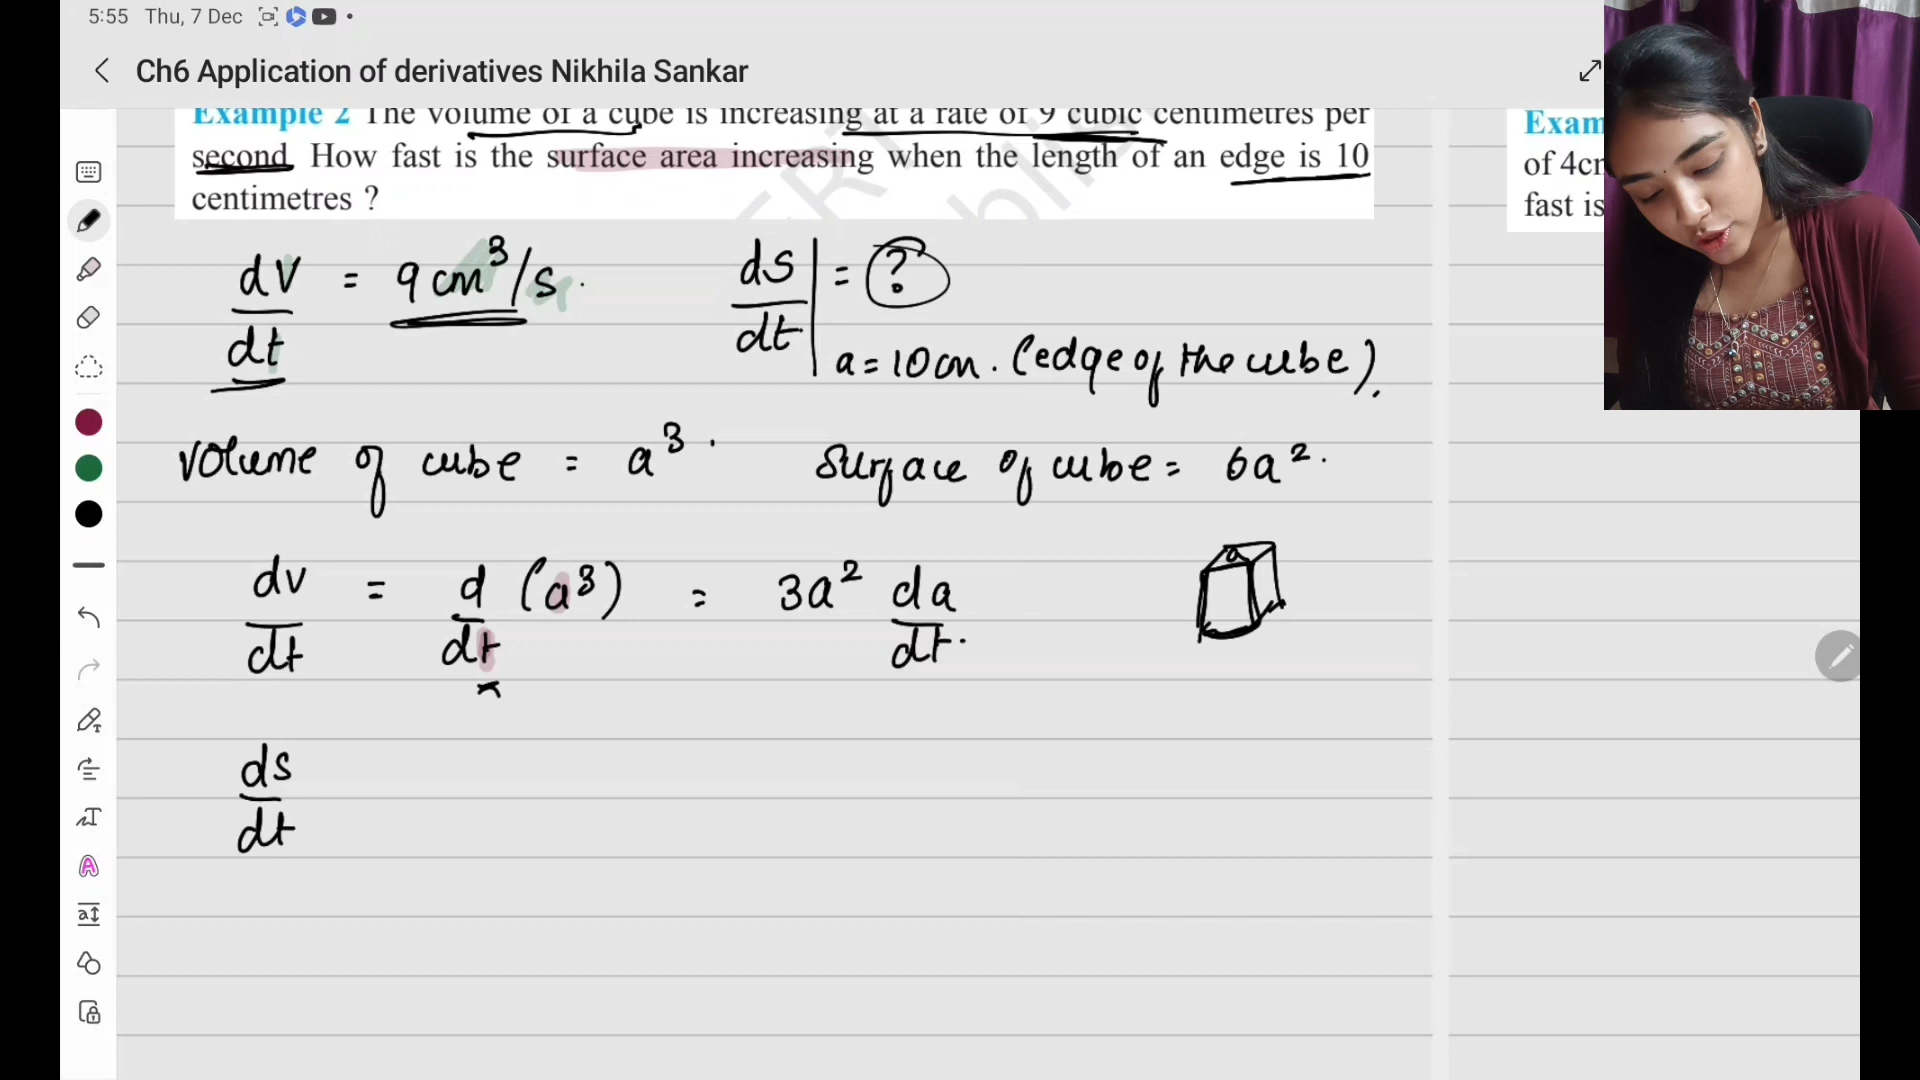 5:55 Thu, 7 Dec
Ch6 Application of derivatives Nikhila Sankar
Example 2 The volume of a cube is increasing at a rate of 9 cubic centimetres per
second. How fast is the surface area increasing when the length of an edge is 10
centimetres ?
Exam
of 4cm
fast is
dV/dt = 9cm³/s.
dS/dt | = ?
a = 10cm. (edge of the cube).
Volume of cube = a³.
Surface of cube = 6a².
dv/dt = d/dt (a³) = 3a² da/dt.
a
ds/dt